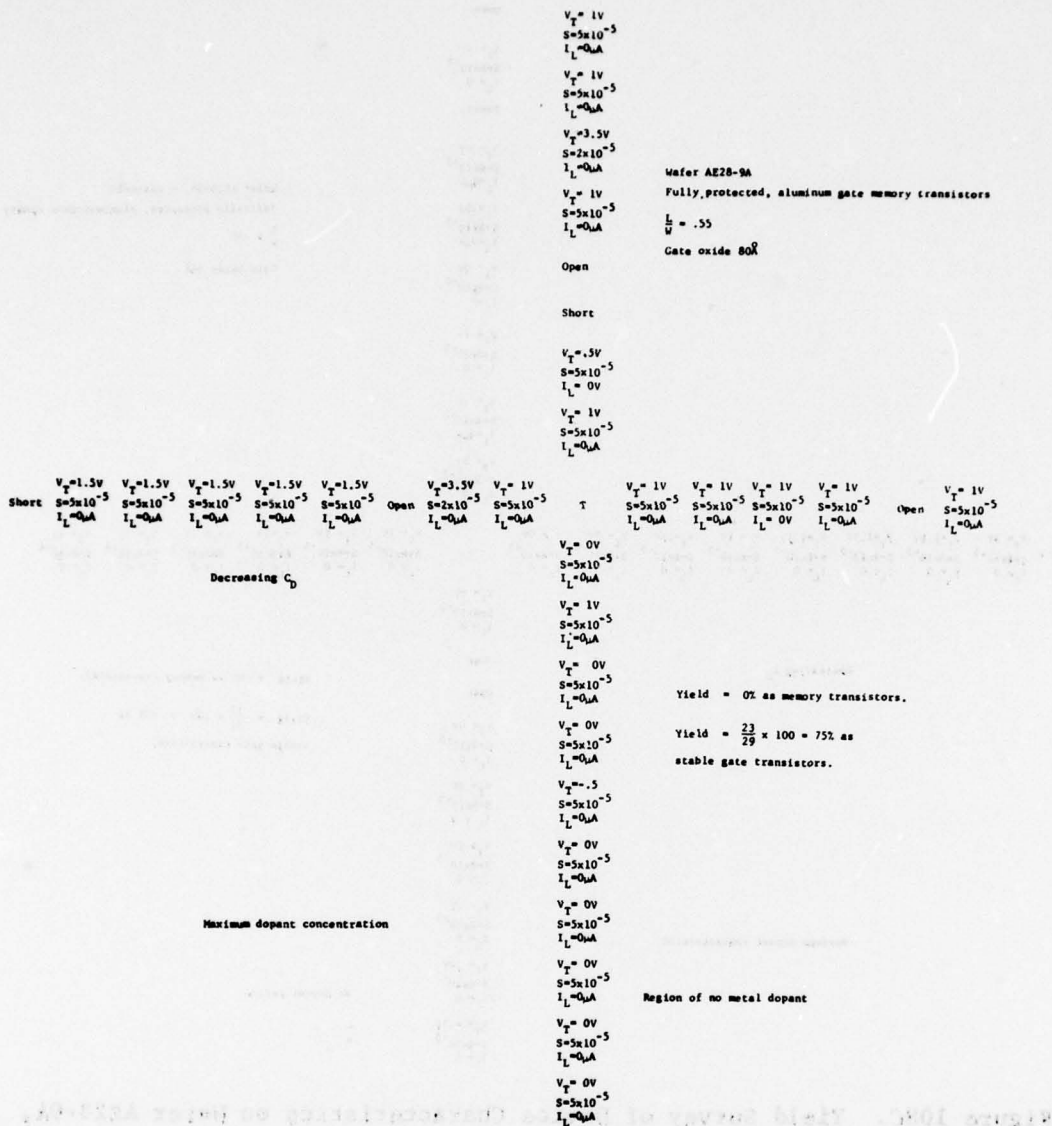 V_T= 1V
S=5x10^-5
I_L=0μA
V_T= 1V
S=5x10^-5
I_L=0μA
V_T=3.5V
S=2x10^-5
I_L=0μA
V_T= 1V
S=5x10^-5
I_L=0μA
Wafer AE28-9A
Fully protected, aluminum gate memory transistors
L/W = .55
Gate oxide 80Å
Open
Short
V_T=.5V
S=5x10^-5
I_L= 0V
V_T= 1V
S=5x10^-5
I_L=0μA
V_T=1.5V V_T=1.5V V_T=1.5V V_T=1.5V V_T=1.5V V_T=3.5V V_T= 1V V_T= 1V V_T= 1V V_T= 1V V_T= 1V V_T= 1V
Short S=5x10^-5 S=5x10^-5 S=5x10^-5 S=5x10^-5 S=5x10^-5 Open S=2x10^-5 S=5x10^-5 T S=5x10^-5 S=5x10^-5 S=5x10^-5 S=5x10^-5 Open S=5x10^-5
I_L=0μA I_L=0μA I_L=0μA I_L=0μA I_L=0μA I_L=0μA I_L=0μA I_L=0μA I_L=0μA I_L= 0V I_L=0μA I_L=0μA
V_T= 0V
S=5x10^-5
I_L=0μA
Decreasing C_D
V_T= 1V
S=5x10^-5
I_L=0μA
V_T= 0V
S=5x10^-5
I_L=0μA
Yield = 0% as memory transistors.
V_T= 0V
S=5x10^-5
I_L=0μA
Yield = 23/29 x 100 = 75% as
stable gate transistors.
V_T=-.5
S=5x10^-5
I_L=0μA
V_T= 0V
S=5x10^-5
I_L=0μA
V_T= 0V
S=5x10^-5
I_L=0μA
Maximum dopant concentration
V_T= 0V
S=5x10^-5
I_L=0μA
Region of no metal dopant
V_T= 0V
S=5x10^-5
I_L=0μA
V_T= 0V
S=5x10^-5
I_L=0μA